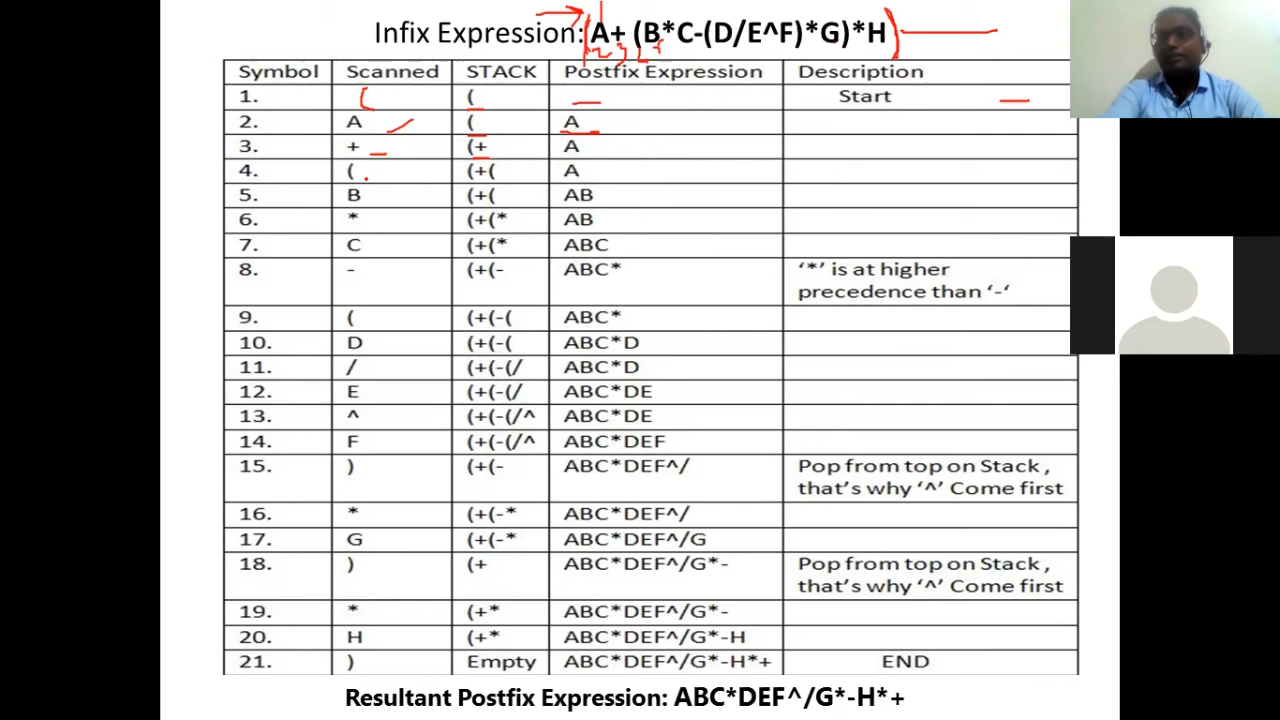 Infix Expression: (A+ (B*C-(D/E^F)*G)*H)
Symbol Scanned STACK Postfix Expression Description
1. ( ( Start
2. A ( A
3. + (+ A
4. ( (+( A
5. B (+( AB
6. * (+(* AB
7. C (+(* ABC
8. - (+(- ABC* ‘*’ is at higher
precedence than ‘-‘
9. ( (+(-( ABC*
10. D (+(-( ABC*D
11. / (+(-(/ ABC*D
12. E (+(-(/ ABC*DE
13. ^ (+(-(/^ ABC*DE
14. F (+(-(/^ ABC*DEF
15. ) (+(- ABC*DEF^/ Pop from top on Stack ,
that’s why ‘^’ Come first
16. * (+(-* ABC*DEF^/
17. G (+(-* ABC*DEF^/G
18. ) (+ ABC*DEF^/G*- Pop from top on Stack ,
that’s why ‘^’ Come first
19. * (+* ABC*DEF^/G*-
20. H (+* ABC*DEF^/G*-H
21. ) Empty ABC*DEF^/G*-H*+ END
Resultant Postfix Expression: ABC*DEF^/G*-H*+